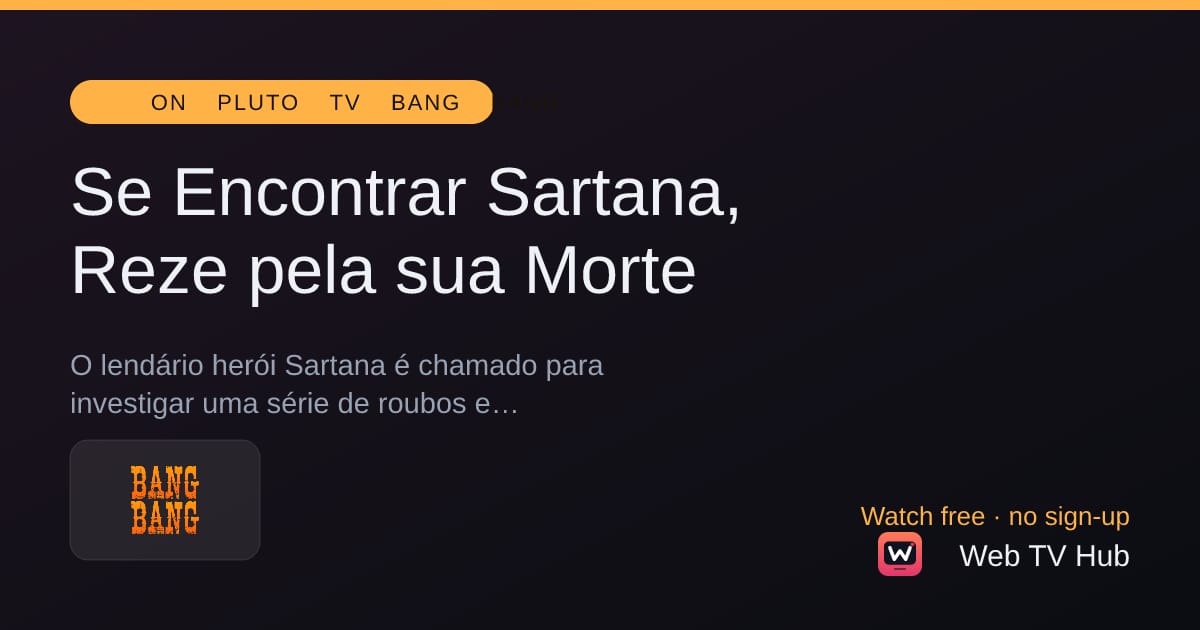 ON PLUTO TV BANG
Se Encontrar Sartana,
Reze pela sua Morte
O lendário herói Sartana é chamado para
investigar uma série de roubos e…
BANG
BANG
Watch free · no sign-up
W
Web TV Hub